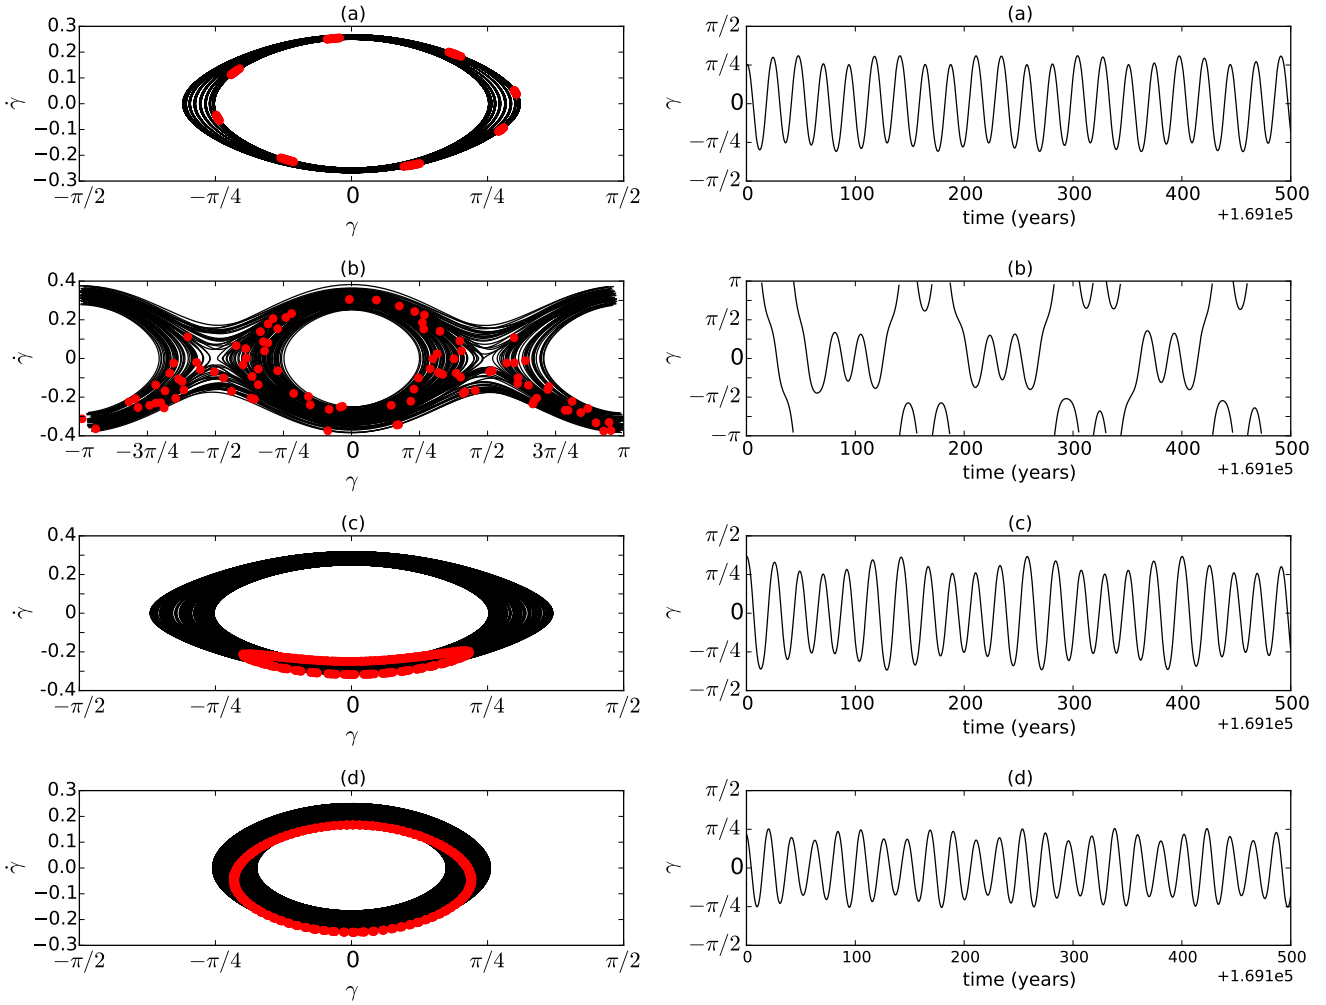 (a) (a)
0.3 0.2 0.1 0.0 −0.1 −0.2 −0.3
γ̇
−π/2 −π/4 0 π/4 π/2
γ
π/2 π/4 0 −π/4 −π/2
γ
0 100 200 300 400 500
time (years) +1.691e5
(b) (b)
0.4 0.2 0 -0.2 -0.4
γ̇
−π −3π/4 −π/2 −π/4 0 π/4 π/2 3π/4 π
γ
π π/2 0 −π/2 −π
γ
0 100 200 300 400 500
time (years) +1.691e5
(c) (c)
0.4 0.2 0 -0.2 -0.4
γ̇
−π/2 −π/4 0 π/4 π/2
γ
π/2 π/4 0 −π/4 −π/2
γ
0 100 200 300 400 500
time (years) +1.691e5
(d) (d)
0.3 0.2 0.1 0.0 −0.1 −0.2 −0.3
γ̇
−π/2 −π/4 0 π/4 π/2
γ
π/2 π/4 0 −π/4 −π/2
γ
0 100 200 300 400 500
time (years) +1.691e5